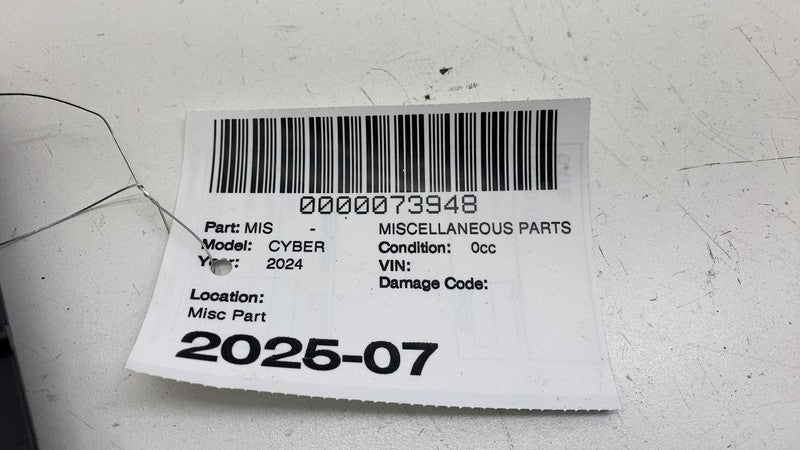 0000073948
Part: MIS - MISCELLANEOUS PARTS
Model: CYBER Condition: 0cc
Year: 2024 VIN:
Damage Code:
Location:
Misc Part
2025-07